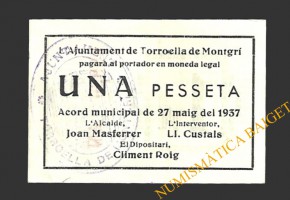 L'Ajuntament de Torroella de Montgrí
pagarà al portador en moneda legal
UNA PESSETA
Acord municipal de 27 maig del 1937
L'Alcalde, L'Interventor,
Joan Masferrer Ll. Custals
El Dipositari,
Climent Roig
NUMISMATICA PAIGET